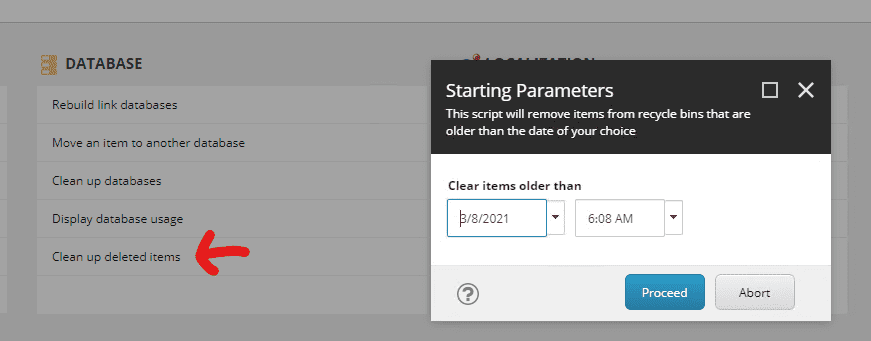 DATABASE
Rebuild link databases
Move an item to another database
Clean up databases
Display database usage
Clean up deleted items
LOCALIZATION
Starting Parameters
This script will remove items from recycle bins that are
older than the date of your choice
Clear items older than
3/8/2021 6:08 AM
? Proceed Abort